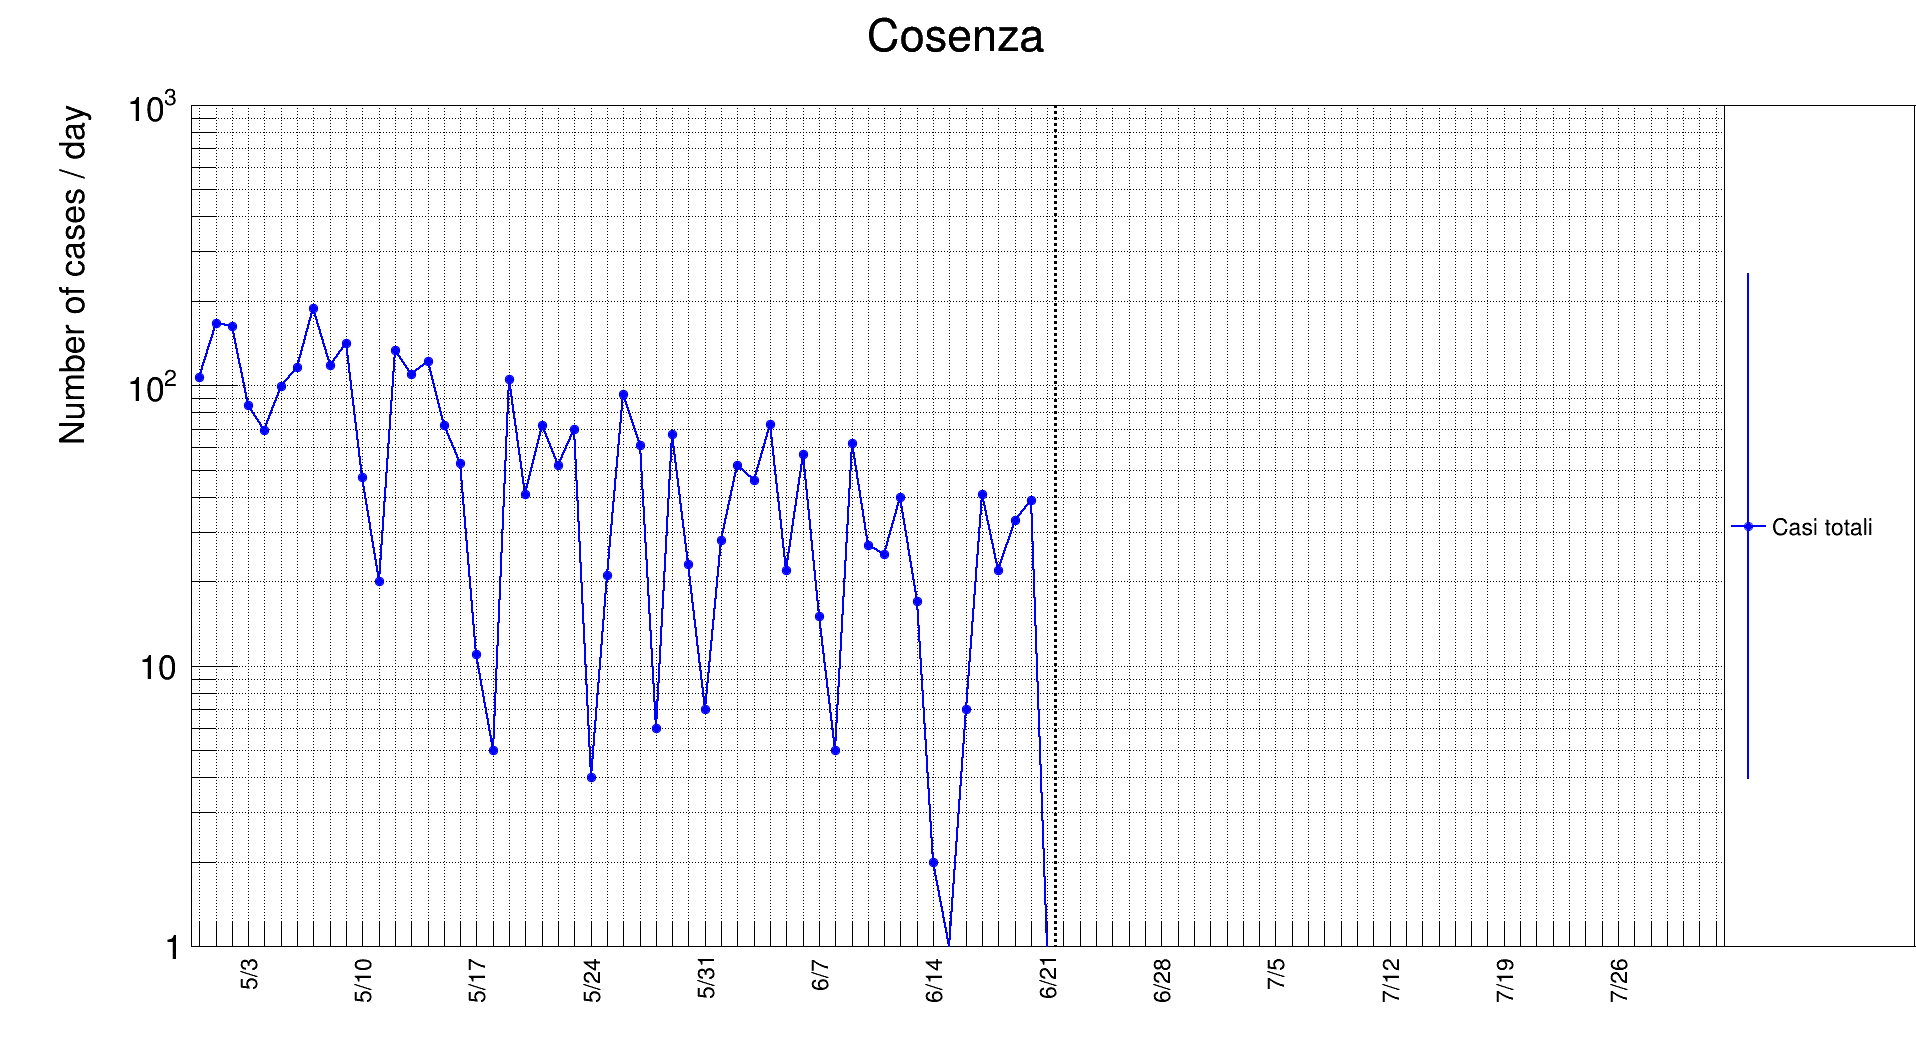 Cosenza
Number of cases / day
10³
10²
10
1
5/3 5/10 5/17 5/24 5/31 6/7 6/14 6/21 6/28 7/5 7/12 7/19 7/26
Casi totali